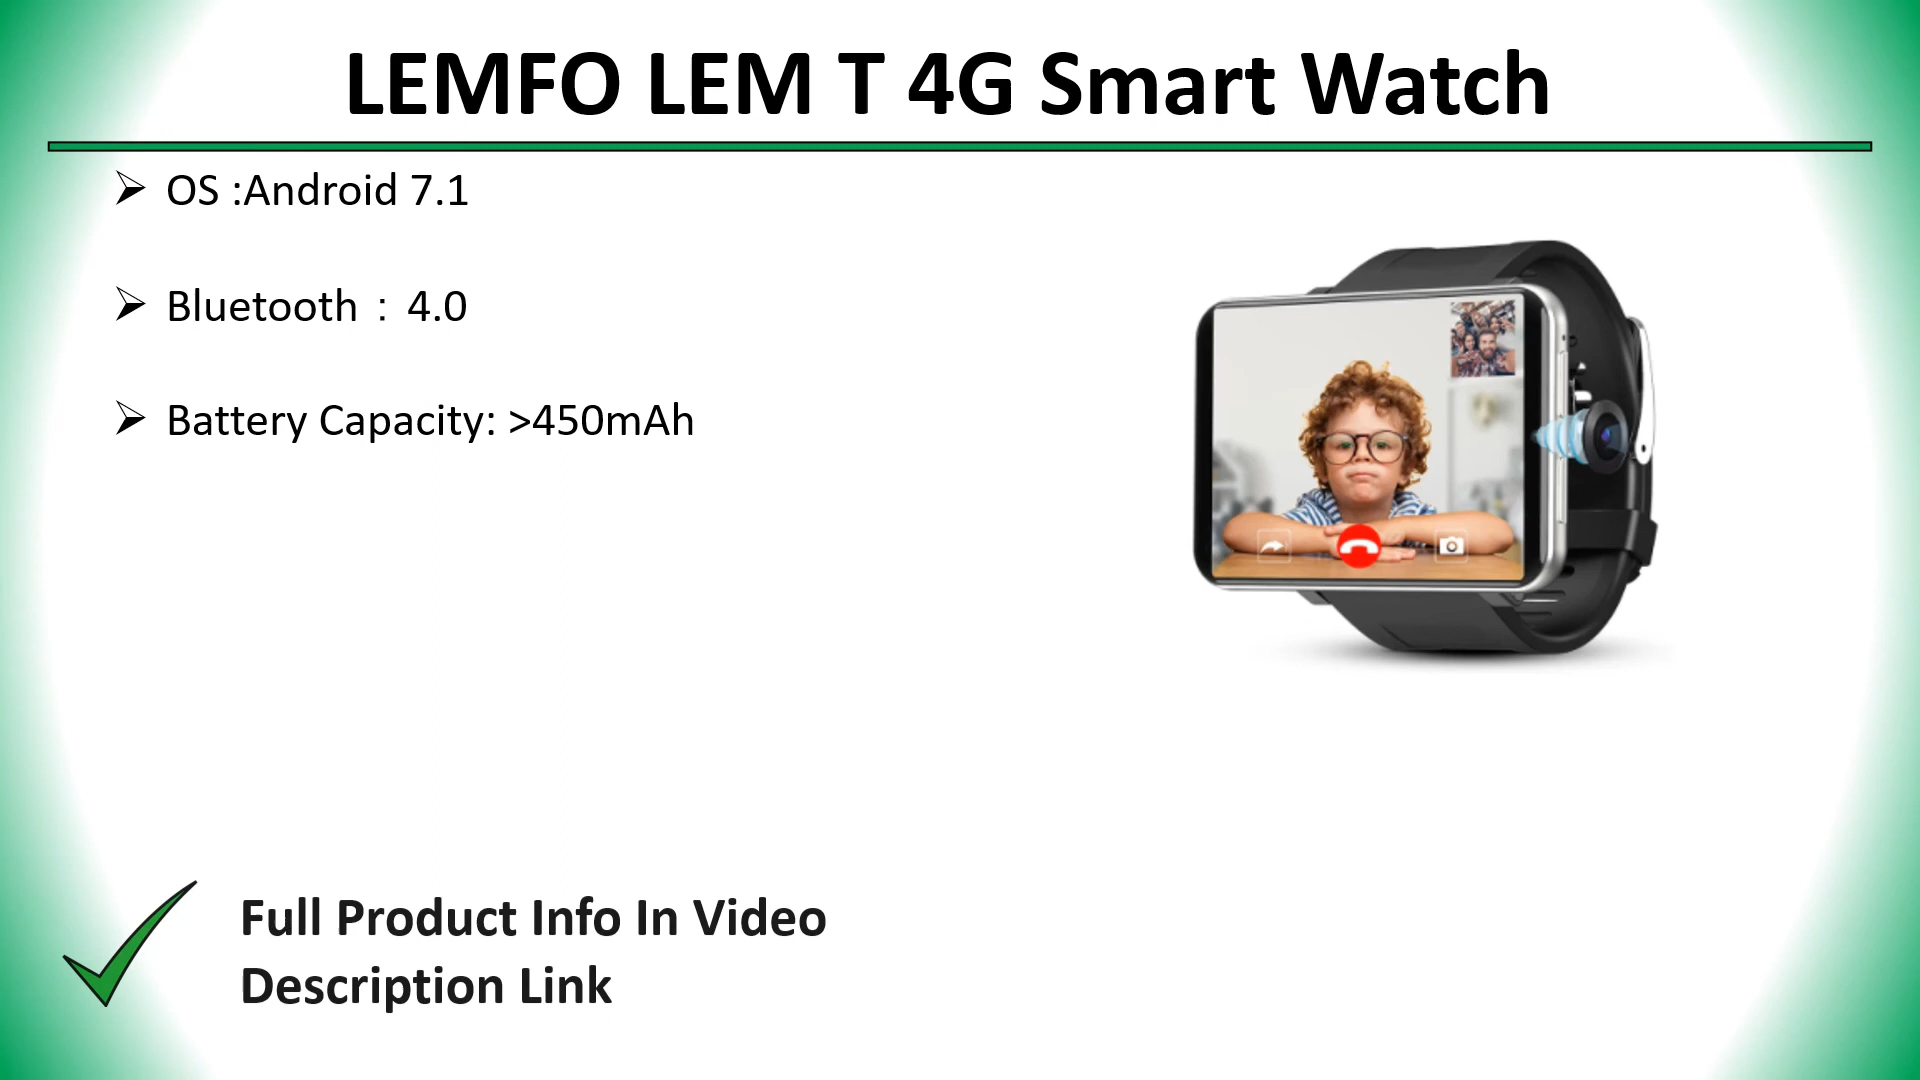 LEMFO LEM T 4G Smart Watch
OS :Android 7.1
Bluetooth : 4.0
Battery Capacity: >450mAh
Full Product Info In Video
Description Link